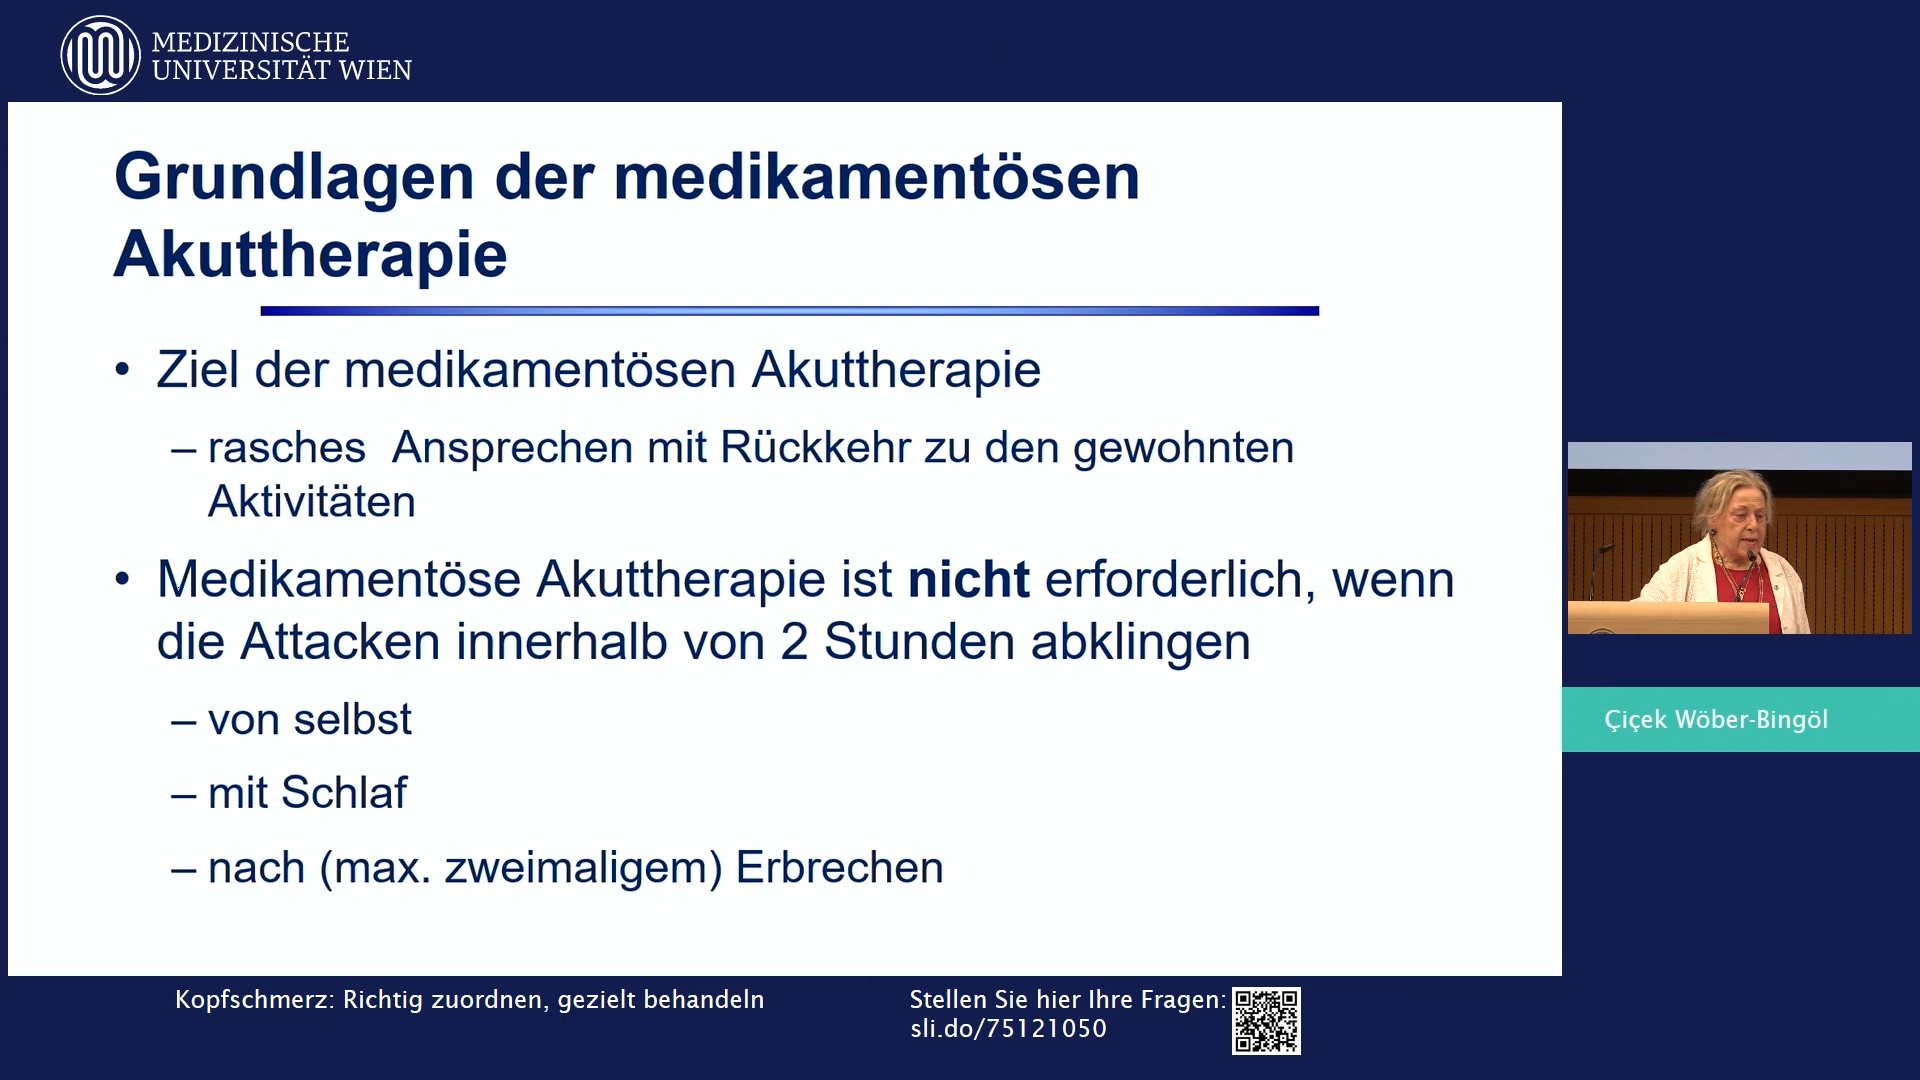 MEDIZINISCHE
UNIVERSITÄT WIEN
Grundlagen der medikamentösen
Akuttherapie
• Ziel der medikamentösen Akuttherapie
– rasches  Ansprechen mit Rückkehr zu den gewohnten
Aktivitäten
• Medikamentöse Akuttherapie ist nicht erforderlich, wenn
die Attacken innerhalb von 2 Stunden abklingen
– von selbst
– mit Schlaf
– nach (max. zweimaligem) Erbrechen
Çiçek Wöber-Bingöl
Kopfschmerz: Richtig zuordnen, gezielt behandeln
Stellen Sie hier Ihre Fragen:
sli.do/75121050